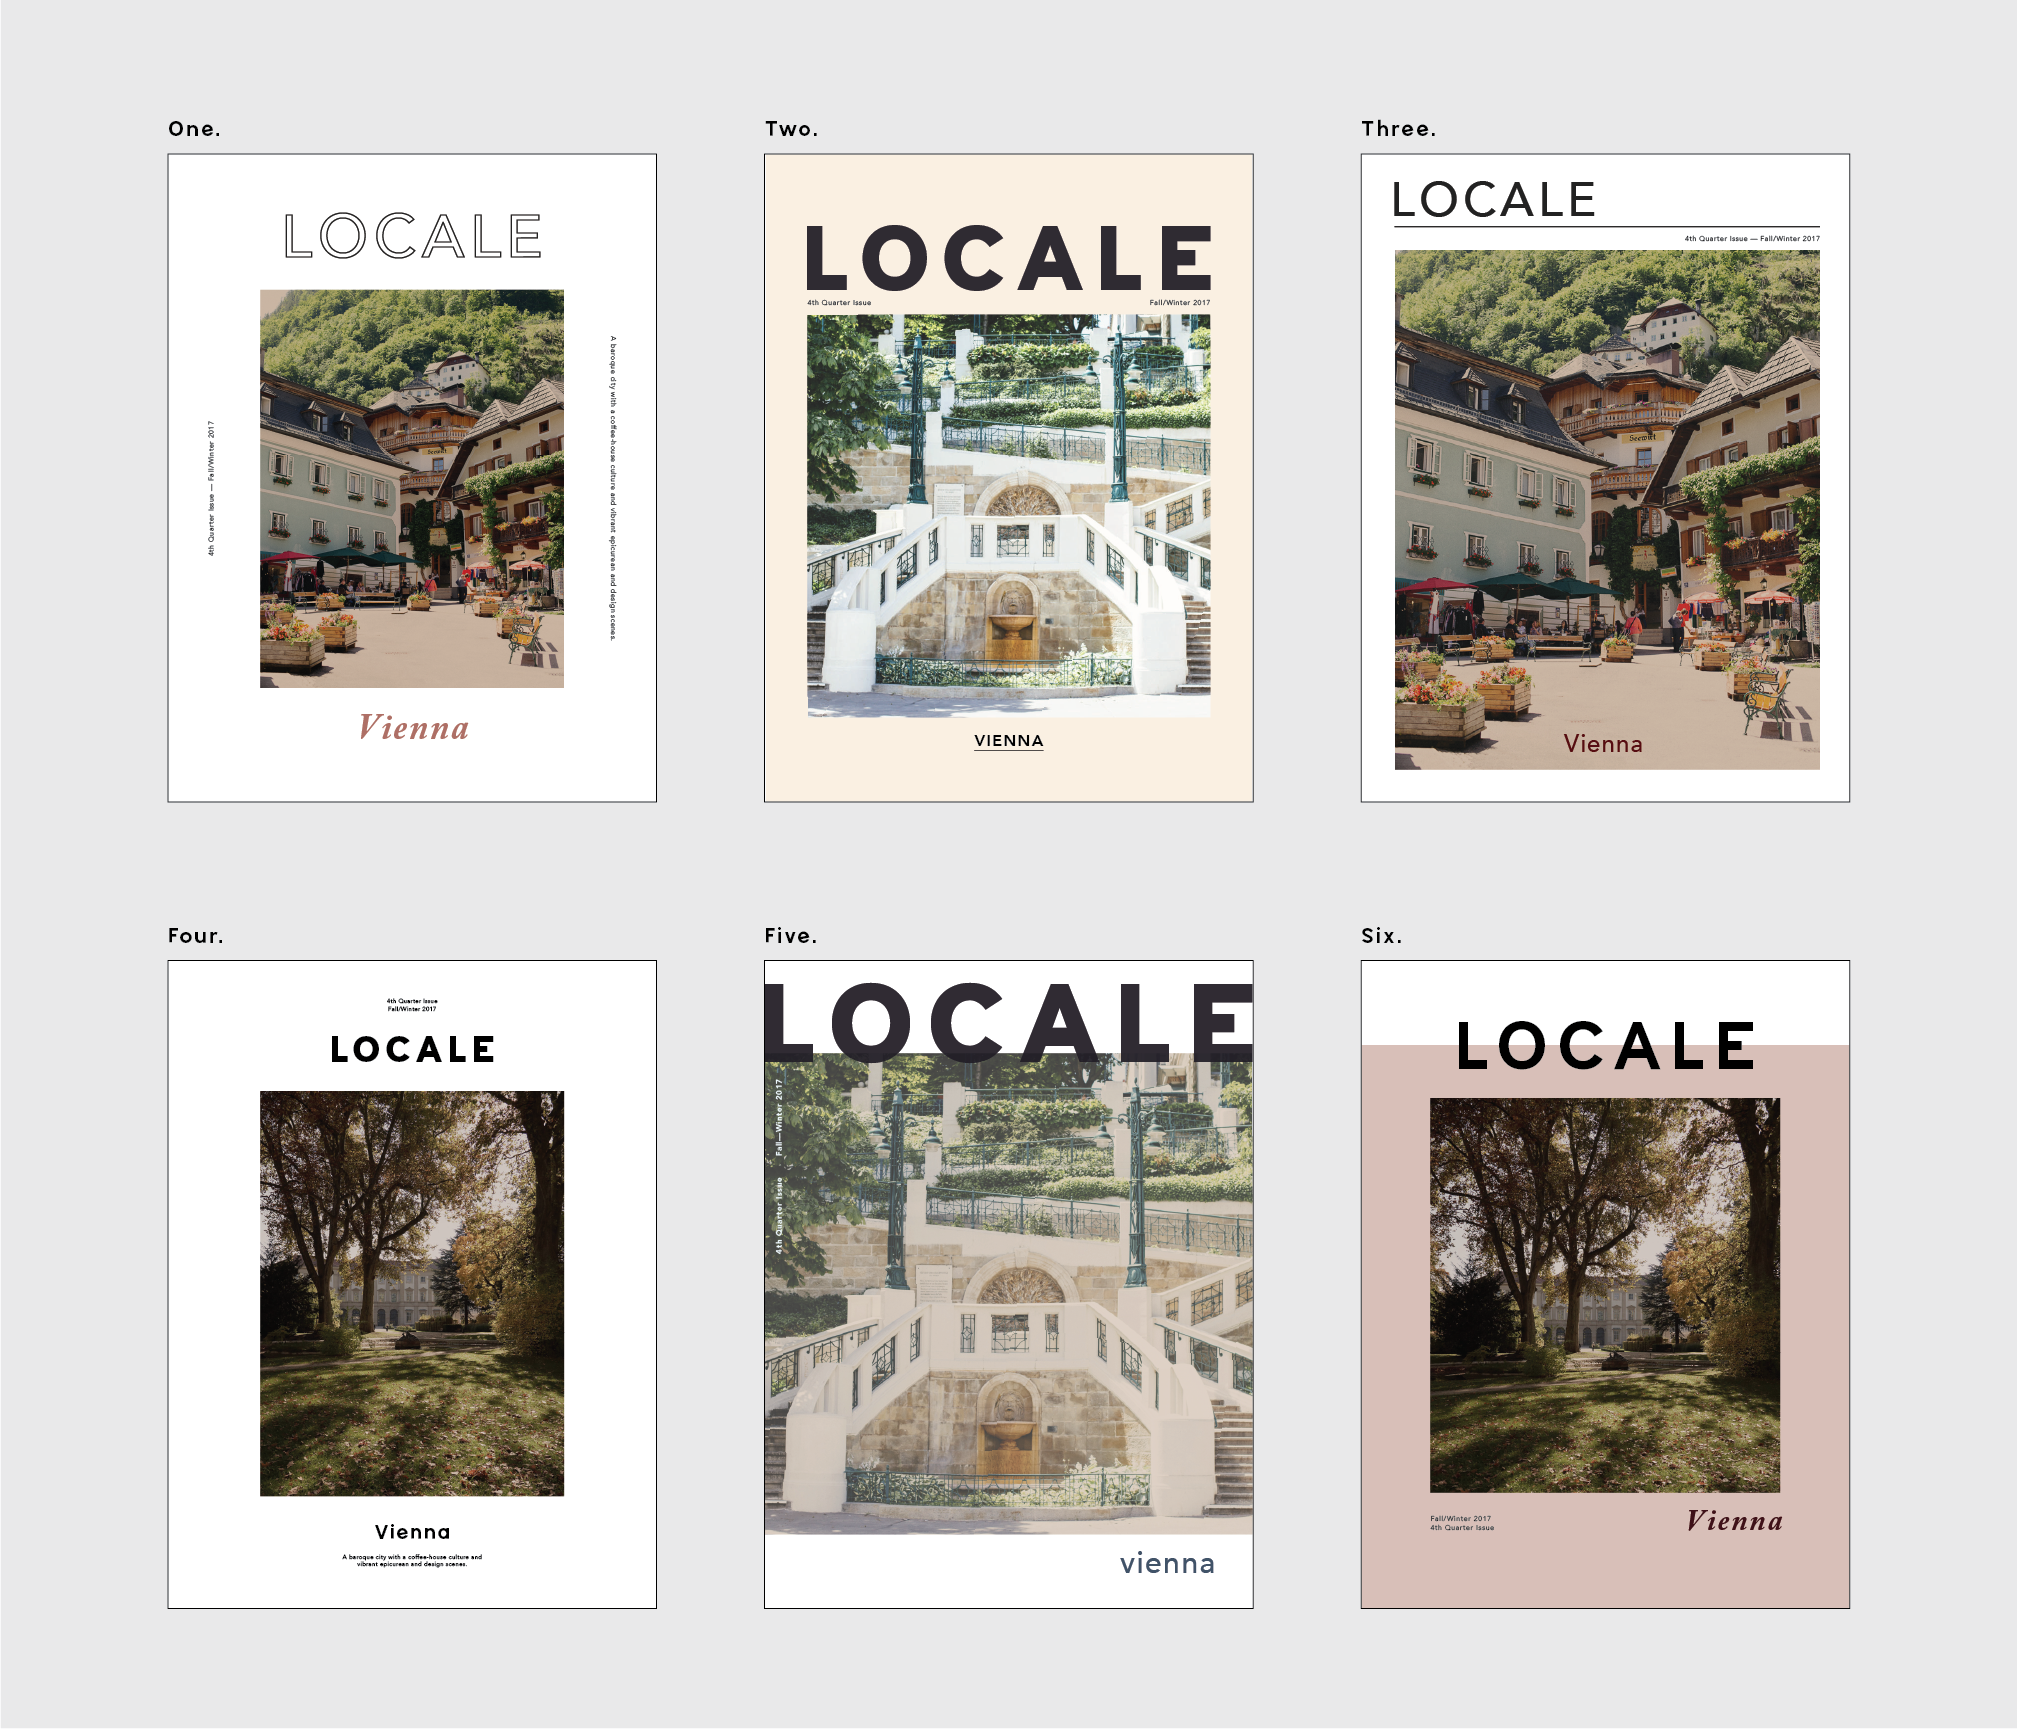 One.
LOCALE
4th Quarter Issue — Fall/Winter 2017
A baroque city with a coffee-house culture and vibrant epicurean and design scenes.
Seewirt
Vienna
Two.
LOCALE
4th Quarter Issue
Fall/Winter 2017
VIENNA
Three.
LOCALE
4th Quarter Issue — Fall/Winter 2017
Seewirt
Vienna
Four.
4th Quarter Issue
Fall/Winter 2017
LOCALE
Vienna
A baroque city with a coffee-house culture and
vibrant epicurean and design scenes.
Five.
LOCALE
4th Quarter Issue Fall—Winter 2017
vienna
Six.
LOCALE
Fall/Winter 2017
4th Quarter Issue
Vienna